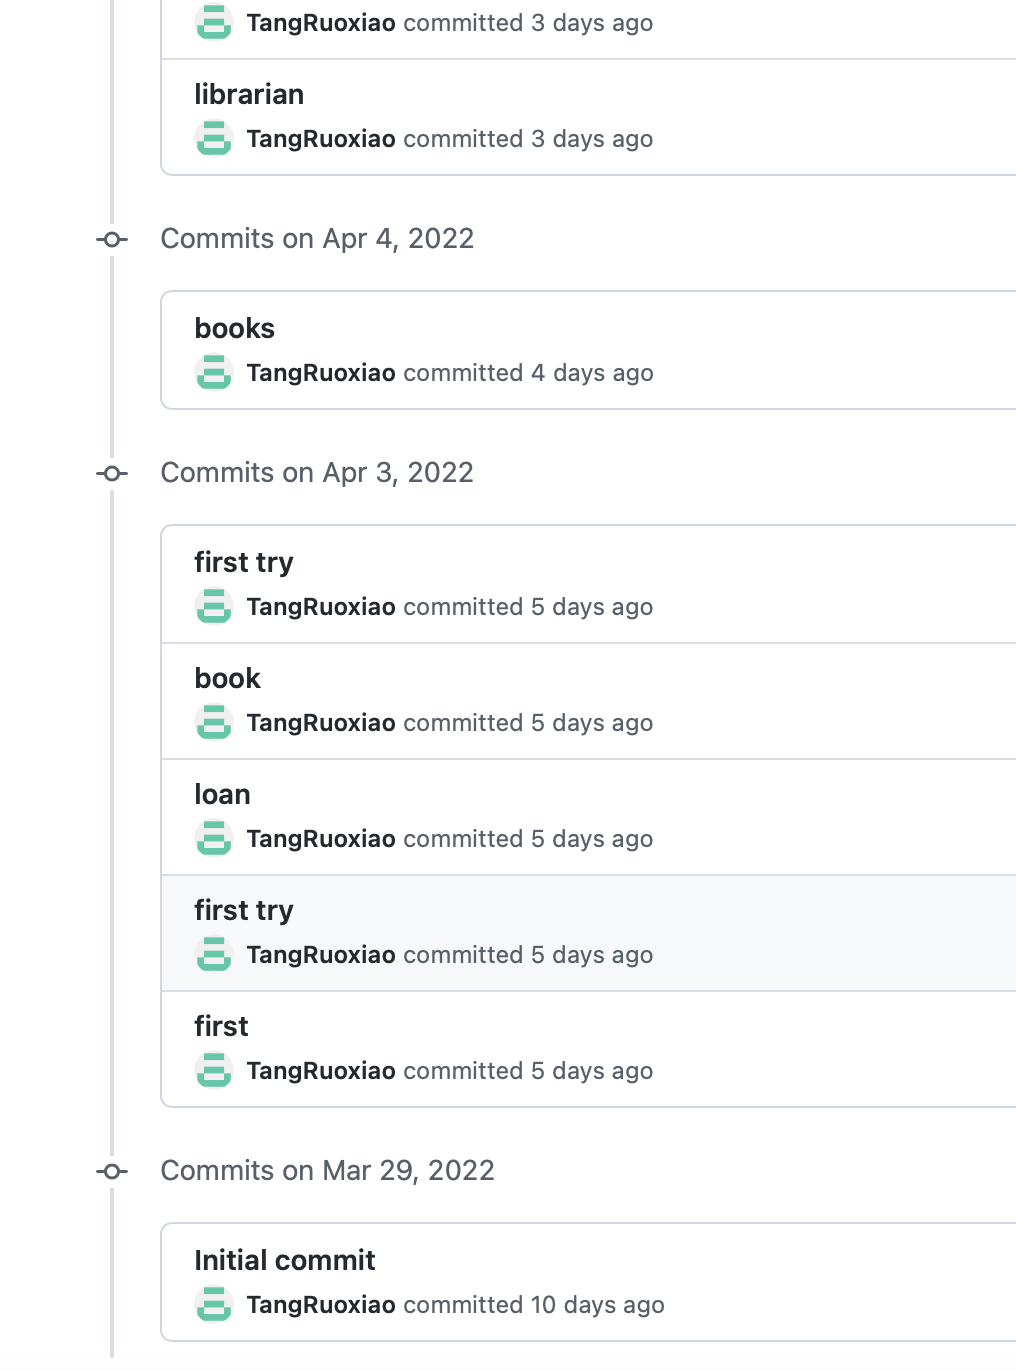 TangRuoxiao committed 3 days ago
librarian
TangRuoxiao committed 3 days ago
Commits on Apr 4, 2022
books
TangRuoxiao committed 4 days ago
Commits on Apr 3, 2022
first try
TangRuoxiao committed 5 days ago
book
TangRuoxiao committed 5 days ago
loan
TangRuoxiao committed 5 days ago
first try
TangRuoxiao committed 5 days ago
first
TangRuoxiao committed 5 days ago
Commits on Mar 29, 2022
Initial commit
TangRuoxiao committed 10 days ago